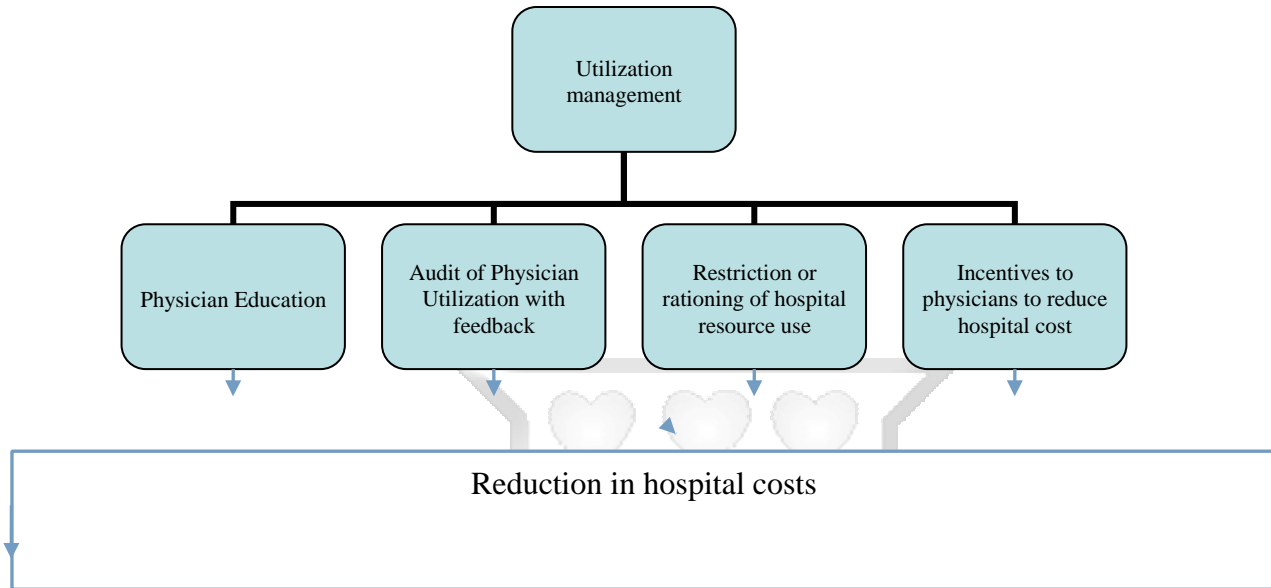 Utilization
management
Physician Education
Audit of Physician
Utilization with
feedback
Restriction or
rationing of hospital
resource use
Incentives to
physicians to reduce
hospital cost
Reduction in hospital costs